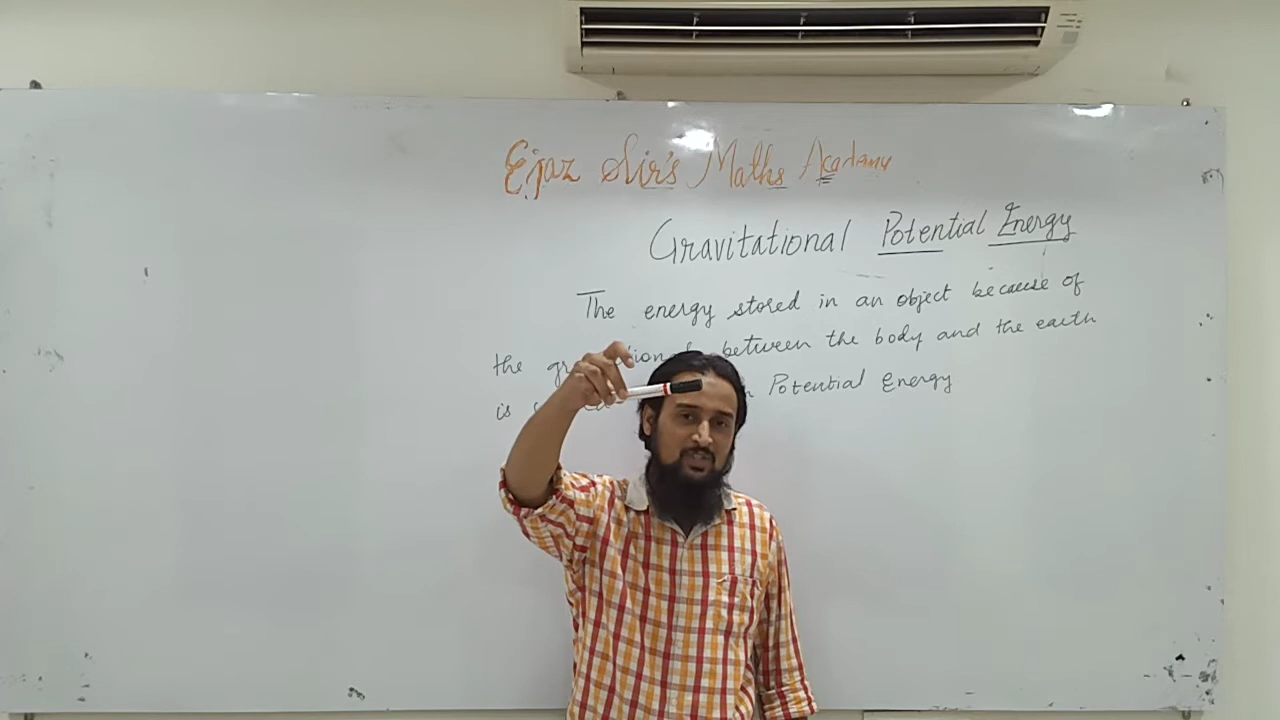 Ejaz Sir's Maths Academy
Gravitational Potential Energy
The energy stored in an object because of
the between the body and the earth
is Potential Energy